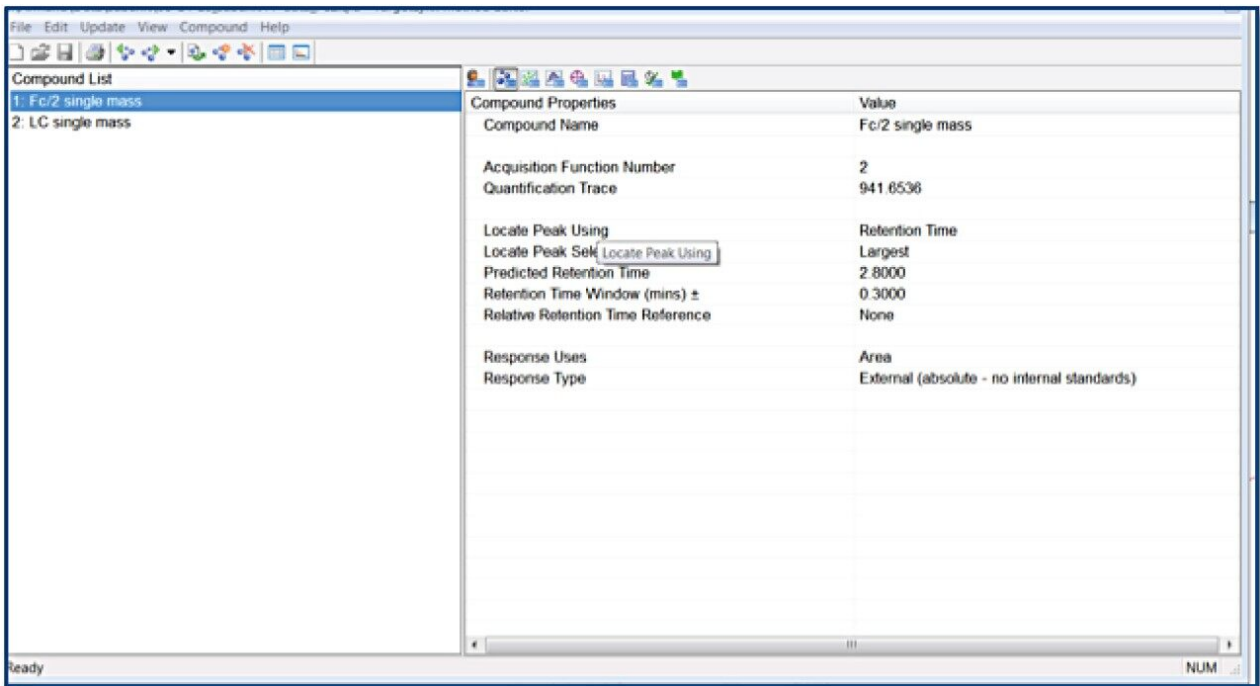 File Edit Update View Compound Help
Compound List
1: Fc/2 single mass
2: LC single mass
Compound Properties Value
Compound Name Fc/2 single mass
Acquisition Function Number 2
Quantification Trace 941.6536
Locate Peak Using Retention Time
Locate Peak Sele Locate Peak Using Largest
Predicted Retention Time 2.8000
Retention Time Window (mins) ± 0.3000
Relative Retention Time Reference None
Response Uses Area
Response Type External (absolute - no internal standards)
Ready NUM